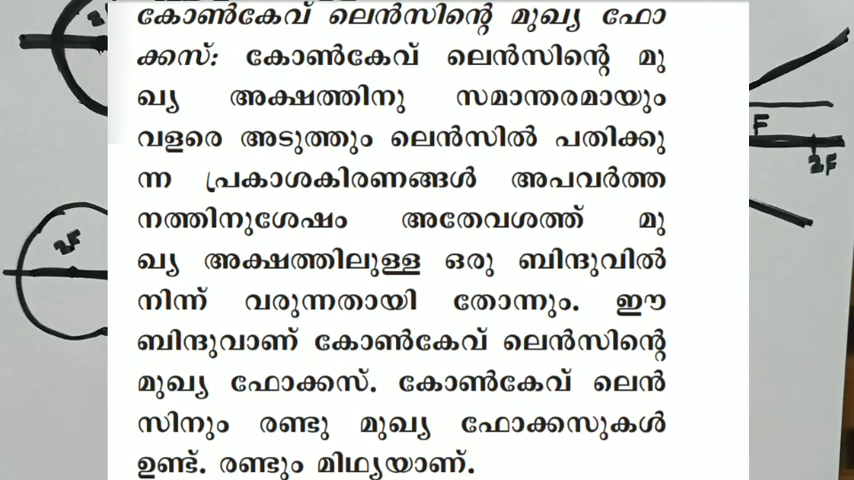 കോൺകേവ് ലെൻസിന്റെ മുഖ്യ ഫോ
ക്കസ്: കോൺകേവ് ലെൻസിന്റെ മു
ഖ്യ അക്ഷത്തിനു സമാന്തരമായും
വളരെ അടുത്തും ലെൻസിൽ പതിക്കു
ന്ന പ്രകാശകിരണങ്ങൾ അപവർത്ത
നത്തിനുശേഷം അതേവശത്ത് മു
ഖ്യ അക്ഷത്തിലുള്ള ഒരു ബിന്ദുവിൽ
നിന്ന് വരുന്നതായി തോന്നും. ഈ
ബിന്ദുവാണ് കോൺകേവ് ലെൻസിന്റെ
മുഖ്യ ഫോക്കസ്. കോൺകേവ് ലെൻ
സിനും രണ്ടു മുഖ്യ ഫോക്കസുകൾ
ഉണ്ട്. രണ്ടും മിഥ്യയാണ്.
F
2F
2F